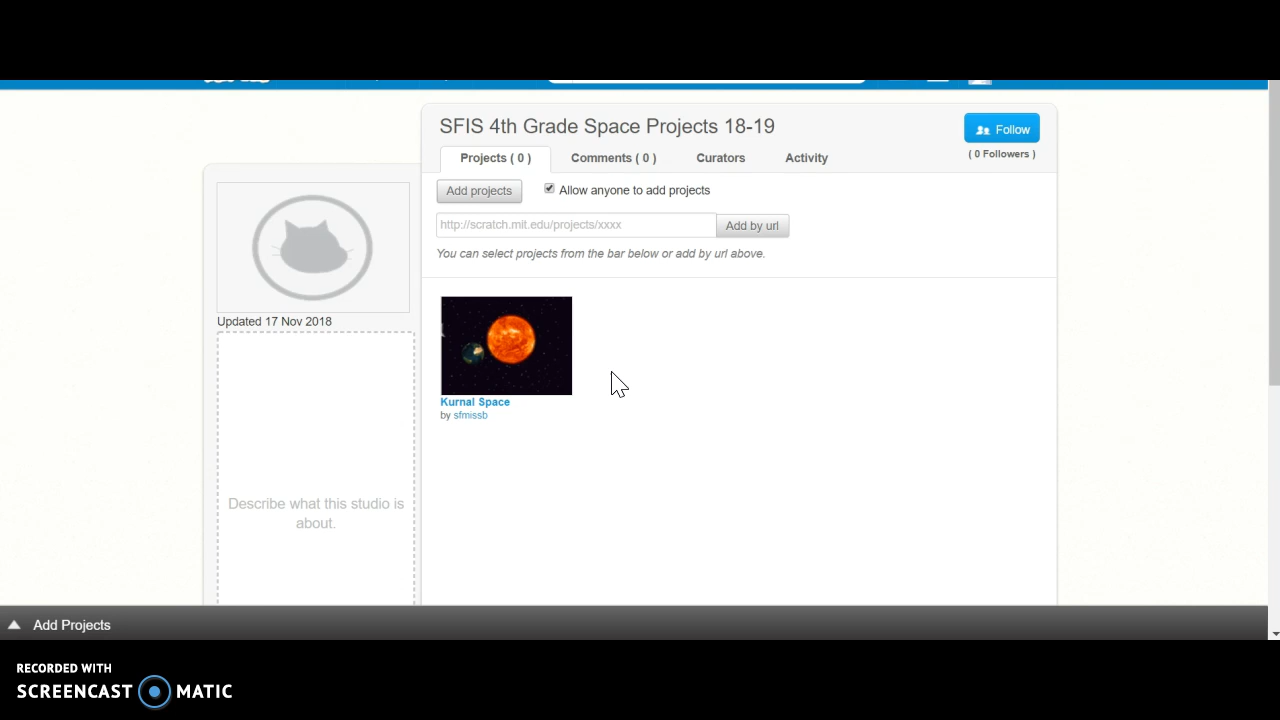 SFIS 4th Grade Space Projects 18-19
Follow
( 0 Followers )
Projects ( 0 )
Comments ( 0 )
Curators
Activity
Add projects
Allow anyone to add projects
http://scratch.mit.edu/projects/xxxx
Add by url
You can select projects from the bar below or add by url above.
Updated 17 Nov 2018
Describe what this studio is
about.
Kurnal Space
by sfmissb
Add Projects
RECORDED WITH
SCREENCAST MATIC